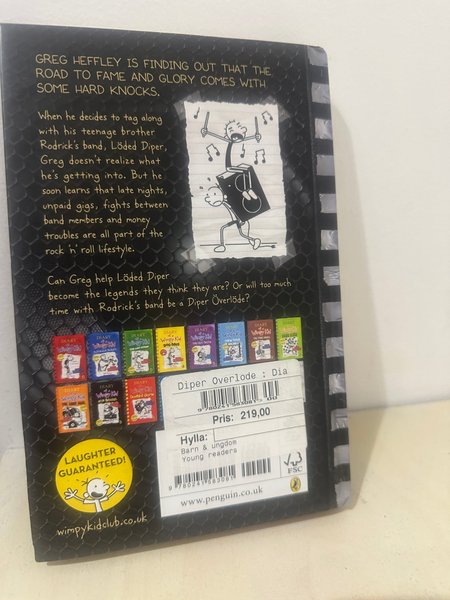 GREG HEFFLEY IS FINDING OUT THAT THE
ROAD TO FAME AND GLORY COMES WITH
SOME HARD KNOCKS.
When he decides to tag along
with his teenage brother
Rodrick's band, Löded Diper,
Greg doesn't realize what
he's getting into. But he
soon learns that late nights,
unpaid gigs, fights between
band members and money
troubles are all part of the
rock 'n' roll lifestyle.
Can Greg help Löded Diper
become the legends they think they are? Or will too much
time with Rodrick's band be a Diper Överlöde?
Diper Overlode : Dia
Pris: 219,00
Hylla:
Barn & ungdom
Young readers
FSC
www.penguin.co.uk
LAUGHTER
GUARANTEED!
wimpykidclub.co.uk